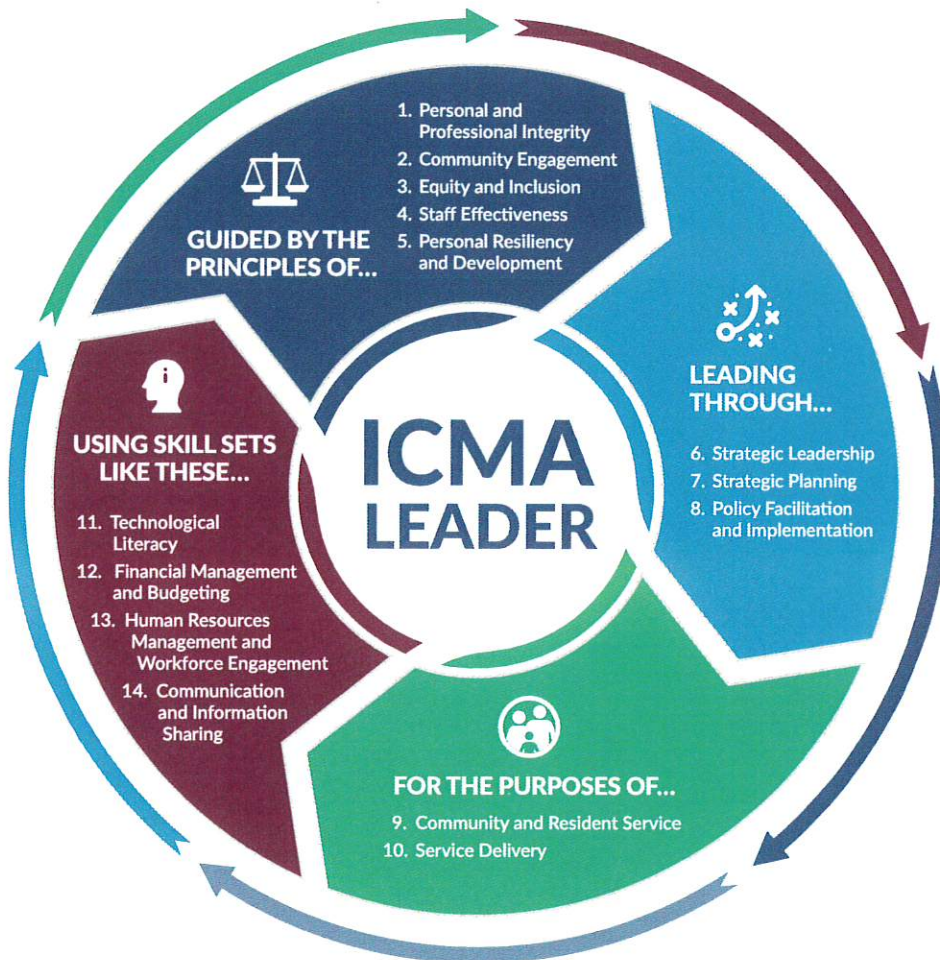 GUIDED BY THE
PRINCIPLES OF...
1. Personal and
Professional Integrity
2. Community Engagement
3. Equity and Inclusion
4. Staff Effectiveness
5. Personal Resiliency
and Development
LEADING
THROUGH...
6. Strategic Leadership
7. Strategic Planning
8. Policy Facilitation
and Implementation
FOR THE PURPOSES OF...
9. Community and Resident Service
10. Service Delivery
USING SKILL SETS
LIKE THESE...
11. Technological
Literacy
12. Financial Management
and Budgeting
13. Human Resources
Management and
Workforce Engagement
14. Communication
and Information
Sharing
ICMA
LEADER
i